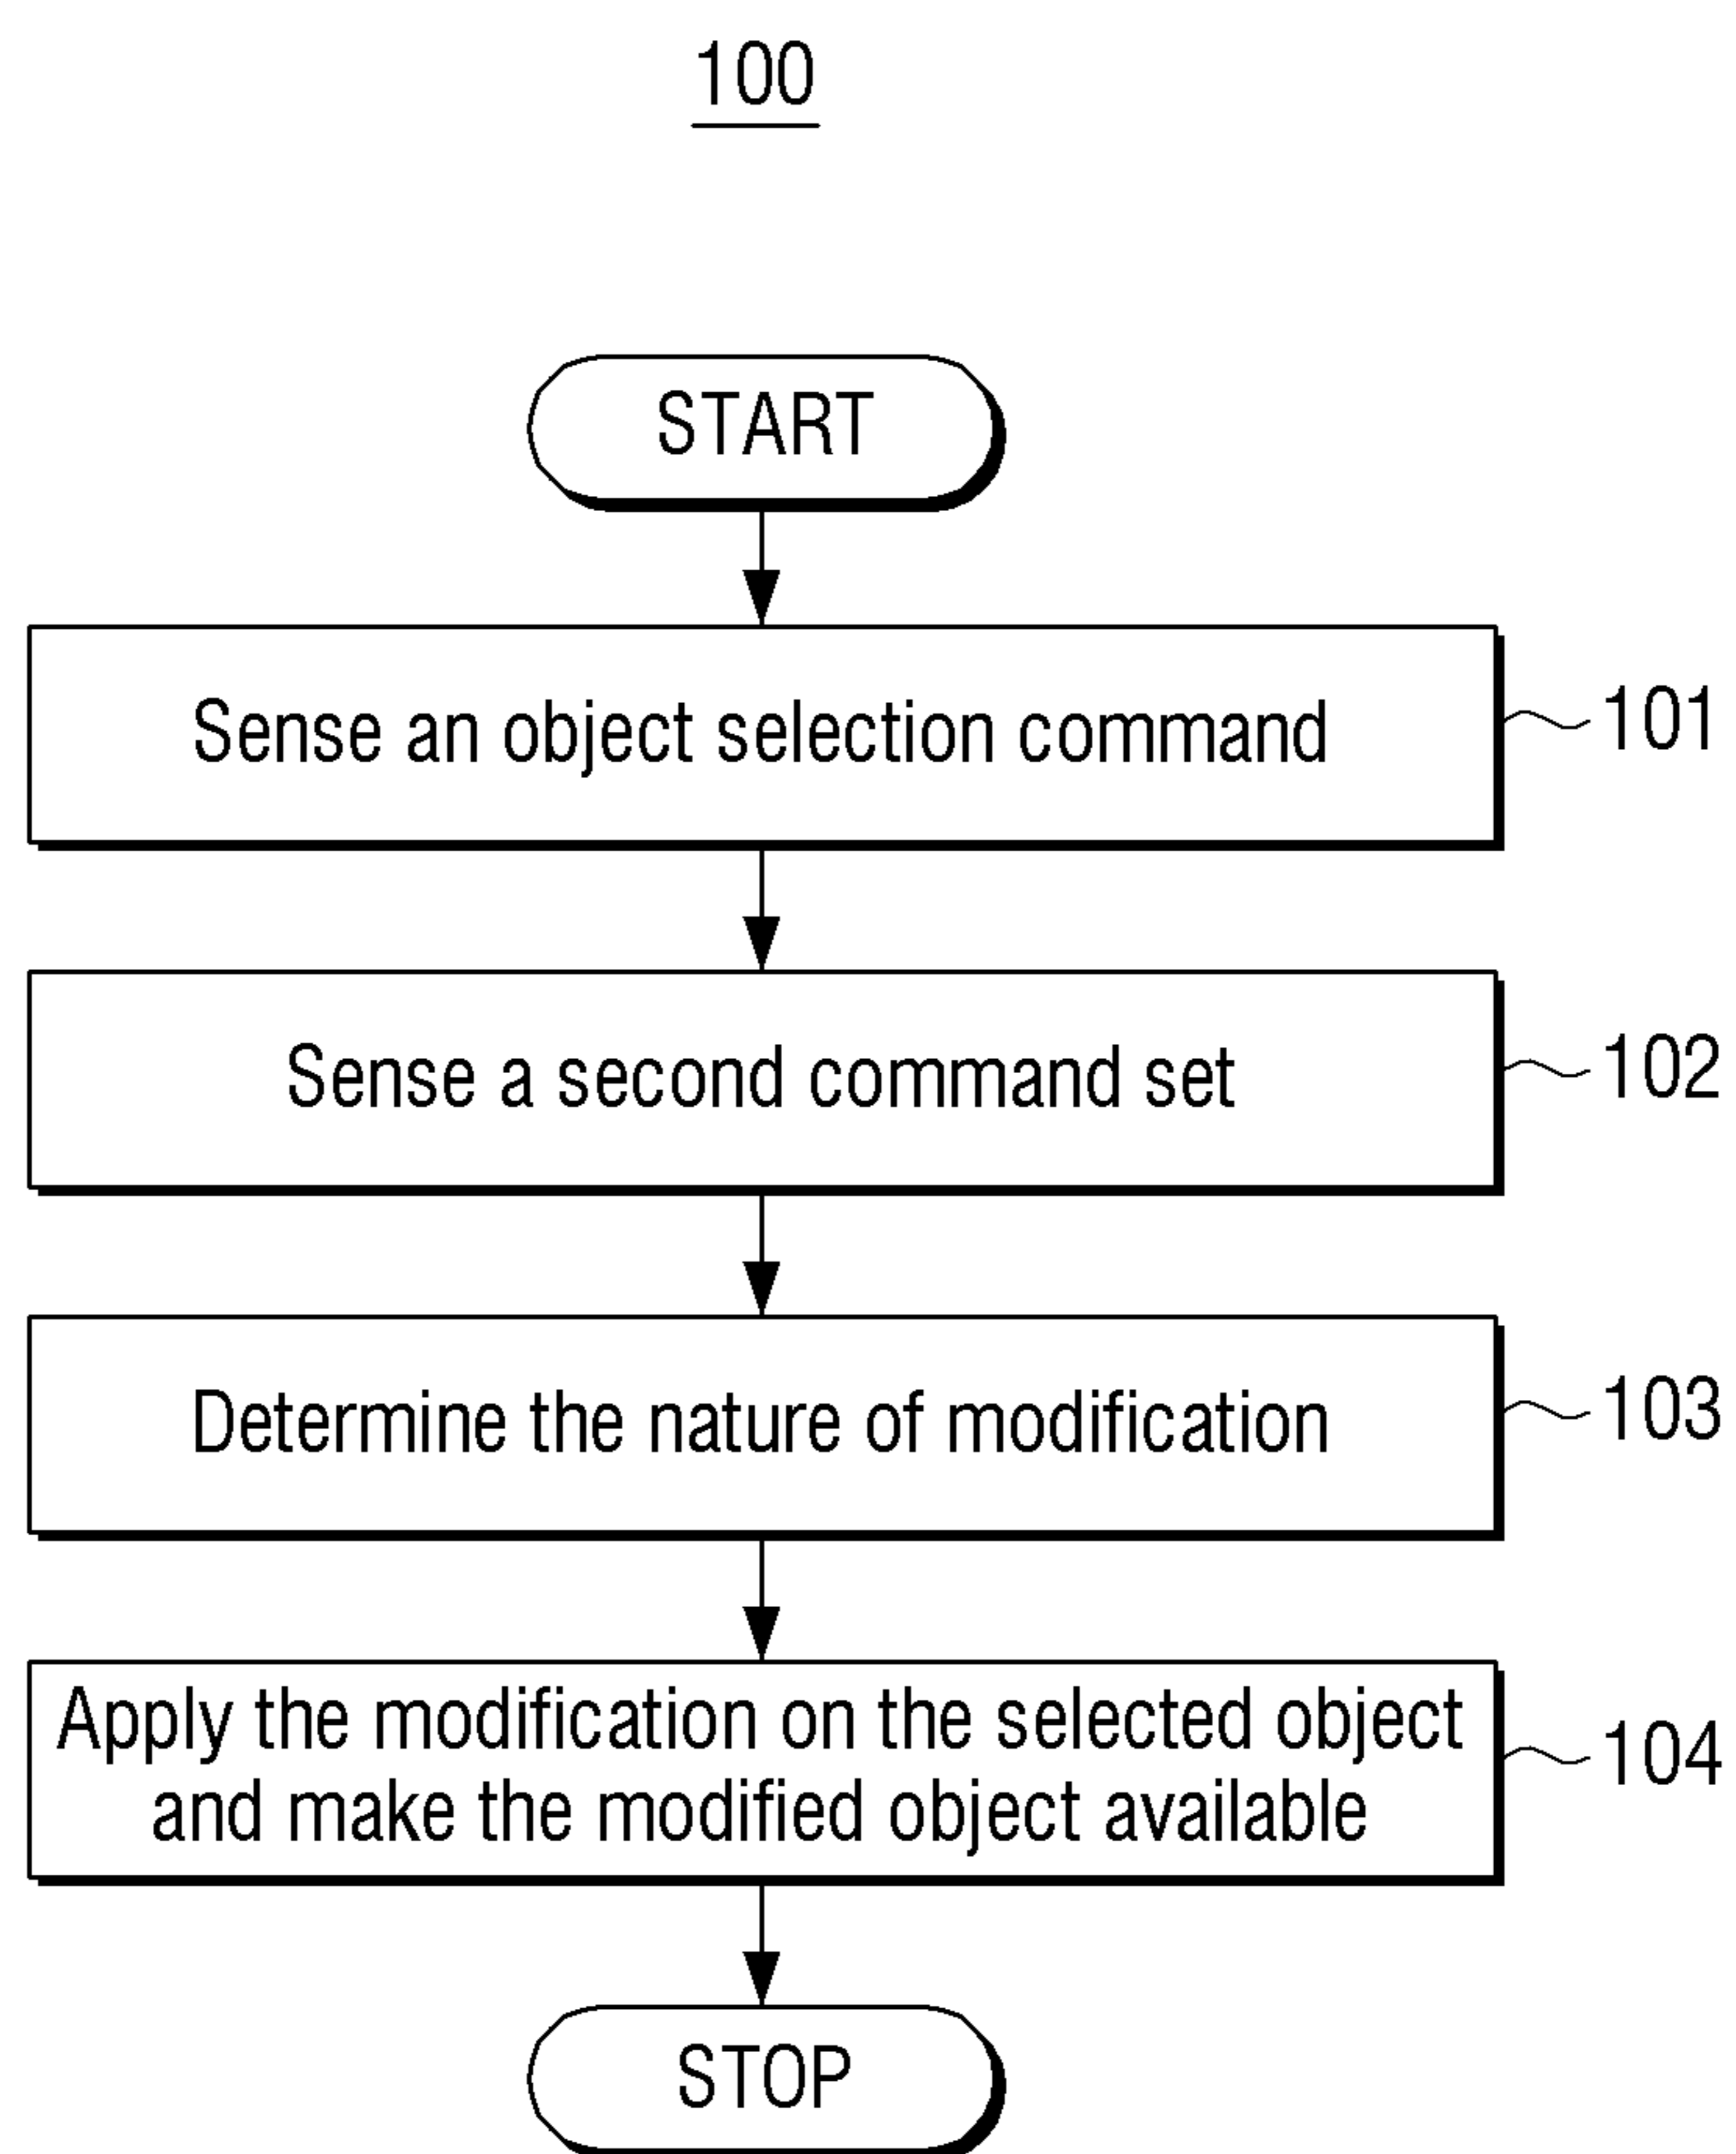 100
START
Sense an object selection command
101
Sense a second command set
102
Determine the nature of modification
103
Apply the modification on the selected object
and make the modified object available
104
STOP